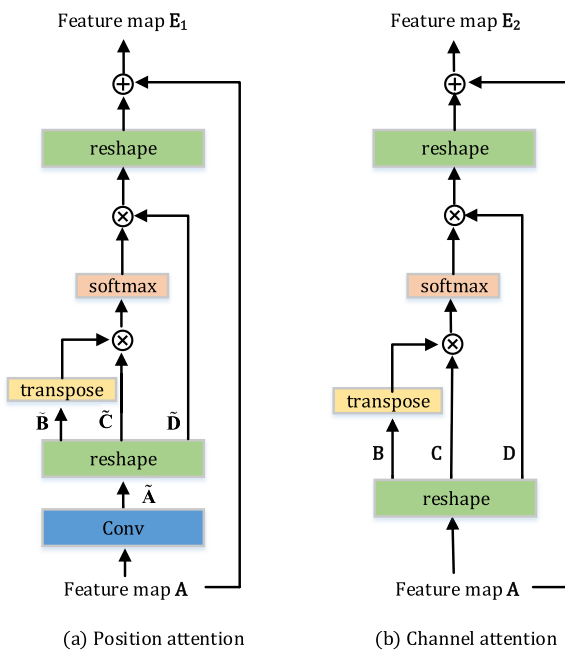 Feature map E₁
reshape
softmax
transpose
B̃ C̃ D̃
reshape
Ã
Conv
Feature map A
(a) Position attention
Feature map E₂
reshape
softmax
transpose
B C D
reshape
Feature map A
(b) Channel attention